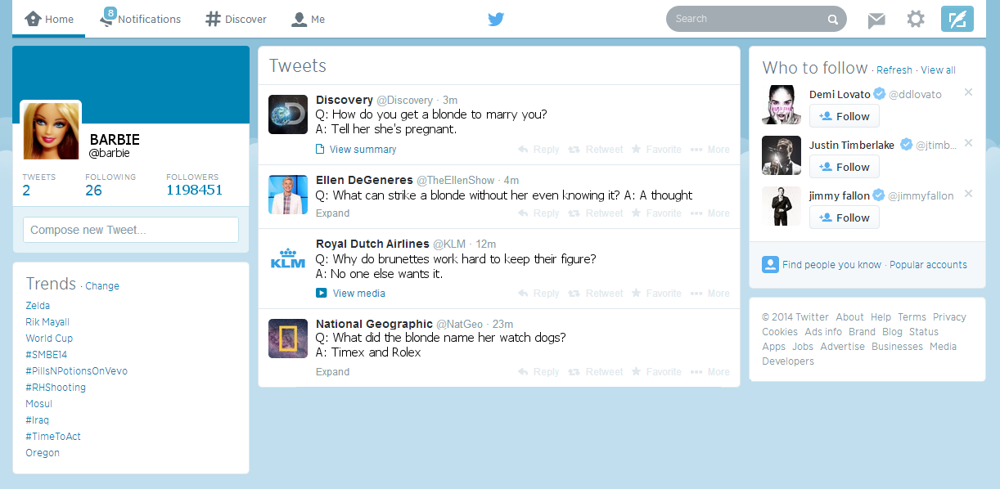 Home
8
Notifications
Discover
Me
Search
BARBIE
@barbie
TWEETS FOLLOWING FOLLOWERS
2 26 1198451
Compose new Tweet...
Trends · Change
Zelda
Rik Mayall
World Cup
#SMBE14
#PillsNPotionsOnVevo
#RHShooting
Mosul
#Iraq
#TimeToAct
Oregon
Tweets
Discovery @Discovery · 3m
Q: How do you get a blonde to marry you?
A: Tell her she's pregnant.
View summary Reply Retweet Favorite More
Ellen DeGeneres @TheEllenShow · 4m
Q: What can strike a blonde without her even knowing it? A: A thought
Expand Reply Retweet Favorite More
Royal Dutch Airlines @KLM · 12m
KLM
Q: Why do brunettes work hard to keep their figure?
A: No one else wants it.
View media Reply Retweet Favorite More
National Geographic @NatGeo · 23m
Q: What did the blonde name her watch dogs?
A: Timex and Rolex
Expand Reply Retweet Favorite More
Who to follow · Refresh · View all
Demi Lovato @ddlovato
Follow
Justin Timberlake @jtimb...
Follow
jimmy fallon @jimmyfallon
Follow
Find people you know · Popular accounts
© 2014 Twitter About Help Terms Privacy
Cookies Ads info Brand Blog Status
Apps Jobs Advertise Businesses Media
Developers